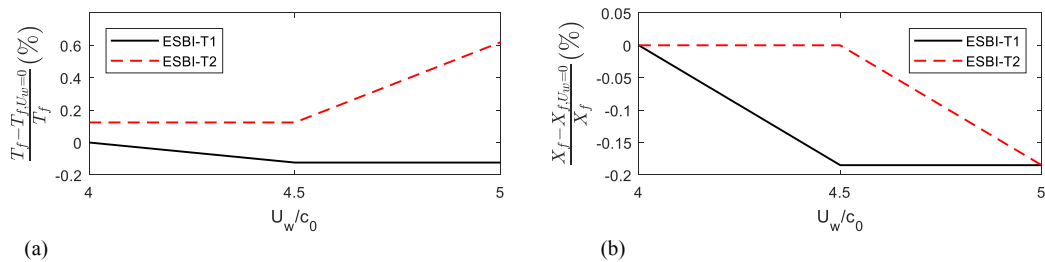 ESBI-T1
ESBI-T2
0.6
0.4
0.2
0
-0.2
4
4.5
5
U_w/c_0
\frac{T_f-T_{f,U_w=0}}{T_f}(\%)
(a)
ESBI-T1
ESBI-T2
0.05
0
-0.05
-0.1
-0.15
-0.2
4
4.5
5
U_w/c_0
\frac{X_f-X_{f,U_w=0}}{X_f}(\%)
(b)